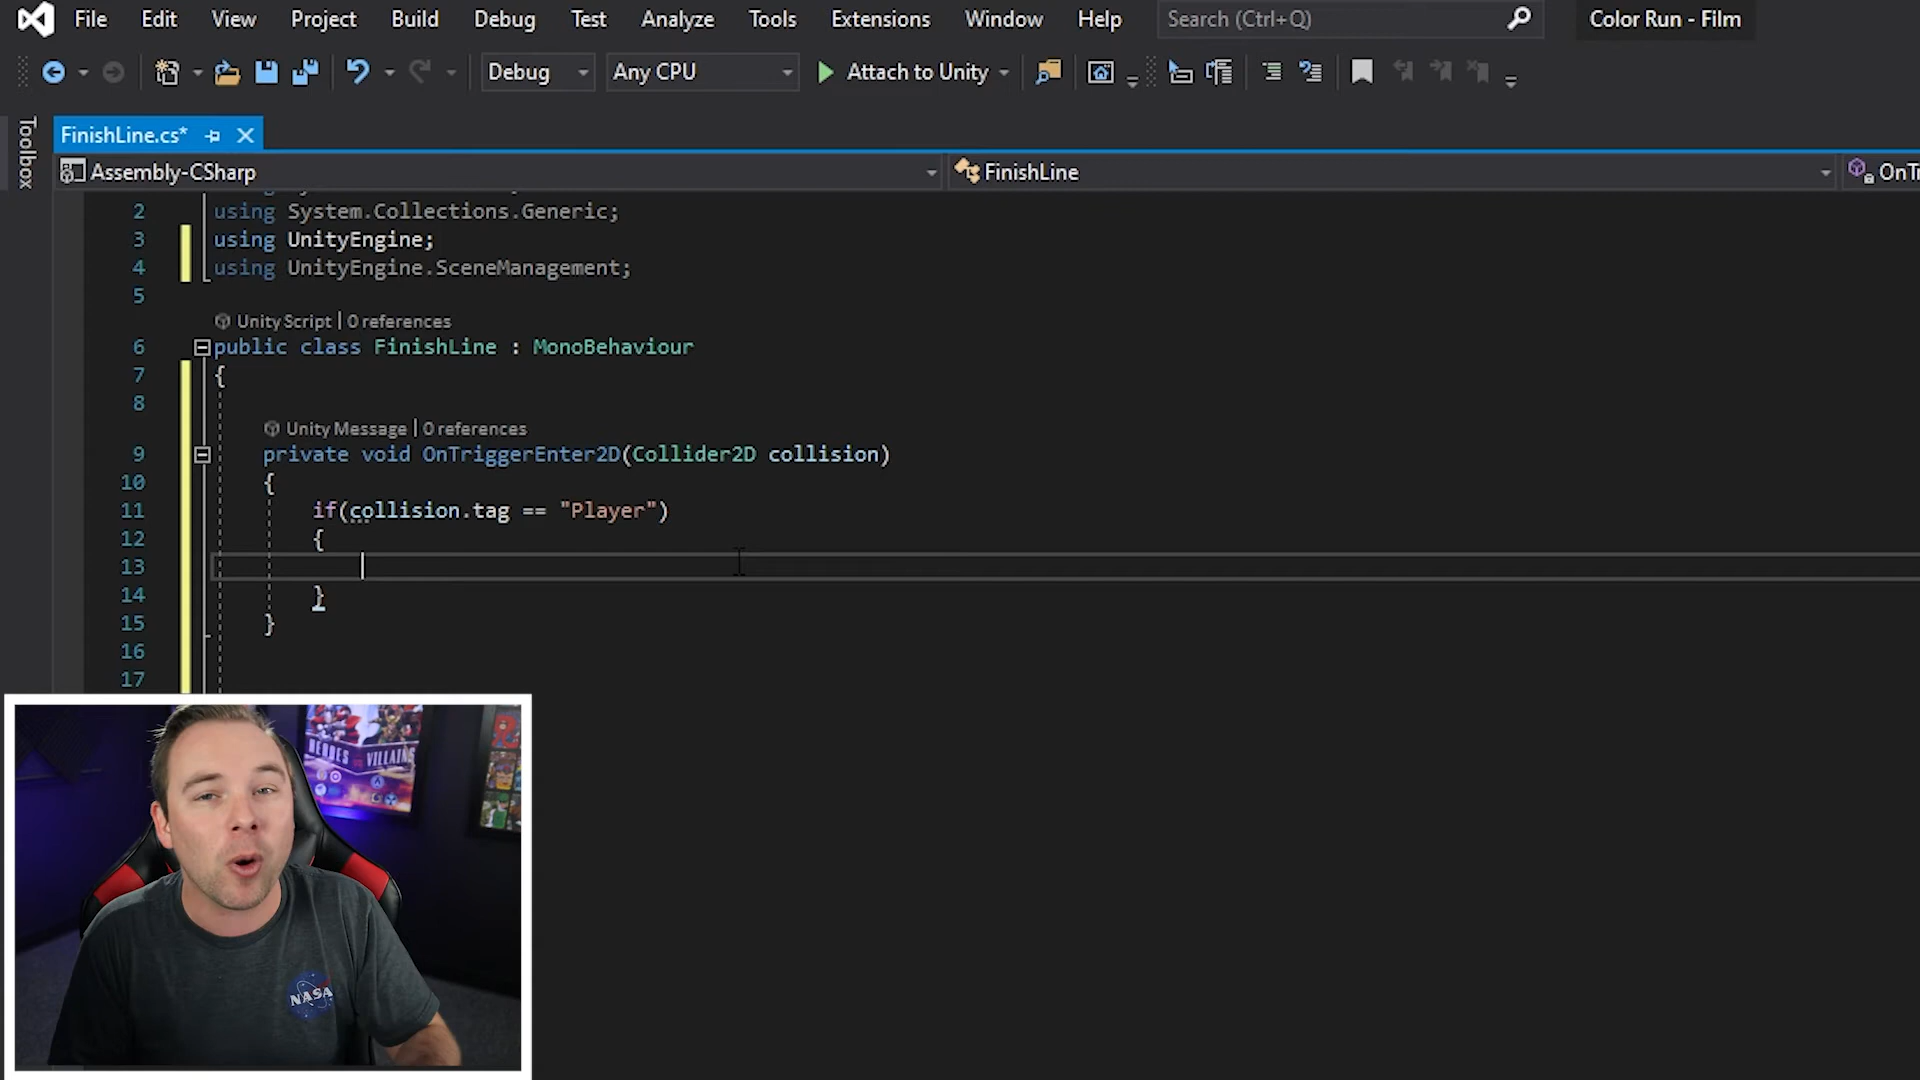 File Edit View Project Build Debug Test Analyze Tools Extensions Window Help Search (Ctrl+Q) Color Run - Film
Debug Any CPU Attach to Unity
Toolbox
FinishLine.cs*
Assembly-CSharp FinishLine
2 using System.Collections.Generic;
3 using UnityEngine;
4 using UnityEngine.SceneManagement;
5
Unity Script | 0 references
6 public class FinishLine : MonoBehaviour
7 {
8
Unity Message | 0 references
9 private void OnTriggerEnter2D(Collider2D collision)
10 {
11 if(collision.tag == "Player")
12 {
13
14 }
15 }
16
17
HEROES VILLAINS
NASA